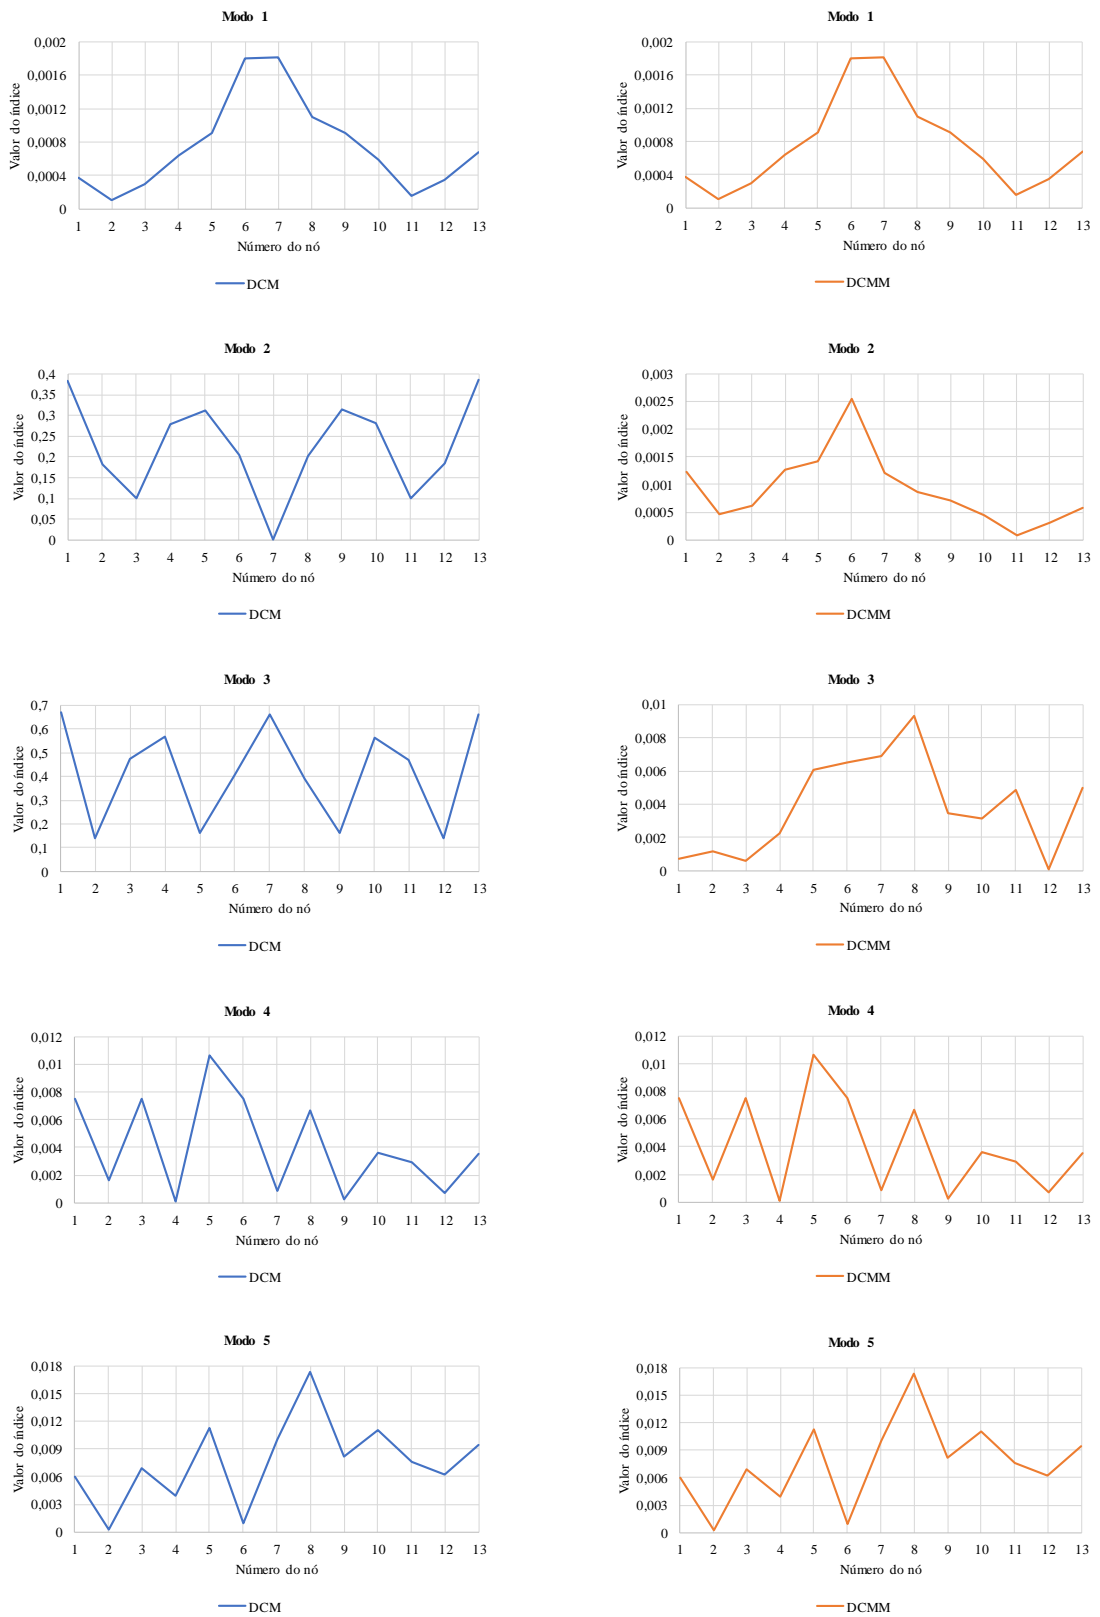 Modo 1
0,002
0,0016
0,0012
0,0008
0,0004
0
Valor do índice
1 2 3 4 5 6 7 8 9 10 11 12 13
Número do nó
DCM
Modo 1
0,002
0,0016
0,0012
0,0008
0,0004
0
Valor do índice
1 2 3 4 5 6 7 8 9 10 11 12 13
Número do nó
DCMM
Modo 2
0,4
0,35
0,3
0,25
0,2
0,15
0,1
0,05
0
Valor do índice
1 2 3 4 5 6 7 8 9 10 11 12 13
Número do nó
DCM
Modo 2
0,003
0,0025
0,002
0,0015
0,001
0,0005
0
Valor do índice
1 2 3 4 5 6 7 8 9 10 11 12 13
Número do nó
DCMM
Modo 3
0,7
0,6
0,5
0,4
0,3
0,2
0,1
0
Valor do índice
1 2 3 4 5 6 7 8 9 10 11 12 13
Número do nó
DCM
Modo 3
0,01
0,008
0,006
0,004
0,002
0
Valor do índice
1 2 3 4 5 6 7 8 9 10 11 12 13
Número do nó
DCMM
Modo 4
0,012
0,01
0,008
0,006
0,004
0,002
0
Valor do índice
1 2 3 4 5 6 7 8 9 10 11 12 13
Número do nó
DCM
Modo 4
0,012
0,01
0,008
0,006
0,004
0,002
0
Valor do índice
1 2 3 4 5 6 7 8 9 10 11 12 13
Número do nó
DCMM
Modo 5
0,018
0,015
0,012
0,009
0,006
0,003
0
Valor do índice
1 2 3 4 5 6 7 8 9 10 11 12 13
Número do nó
DCM
Modo 5
0,018
0,015
0,012
0,009
0,006
0,003
0
Valor do índice
1 2 3 4 5 6 7 8 9 10 11 12 13
Número do nó
DCMM